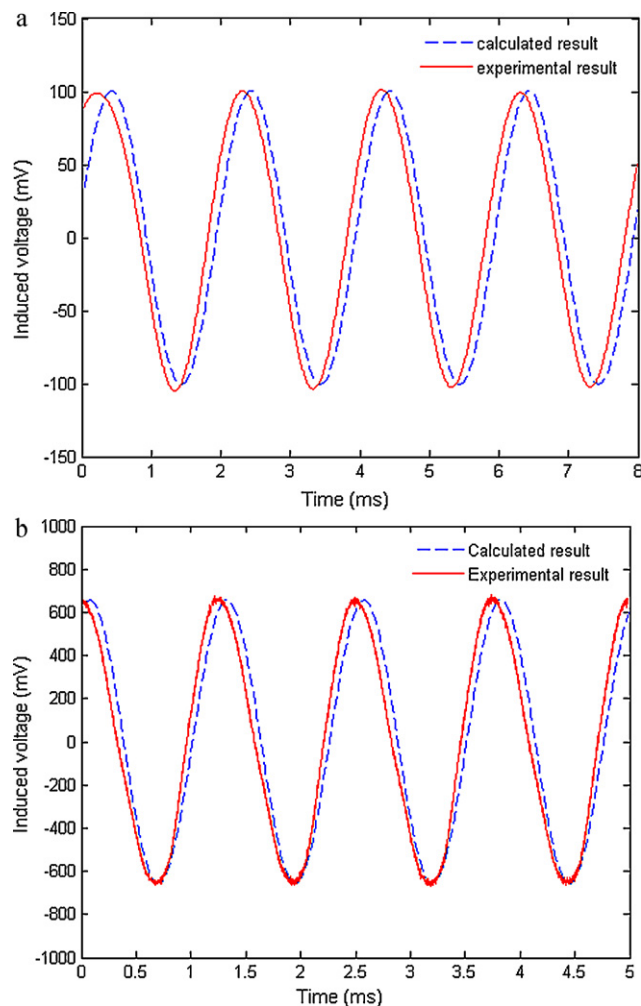 a
150
100
50
0
-50
-100
-150
Induced voltage (mV)
calculated result
experimental result
0 1 2 3 4 5 6 7 8
Time (ms)
b
1000
800
600
400
200
0
-200
-400
-600
-800
-1000
Induced voltage (mV)
Calculated result
Experimental result
0 0.5 1 1.5 2 2.5 3 3.5 4 4.5 5
Time (ms)